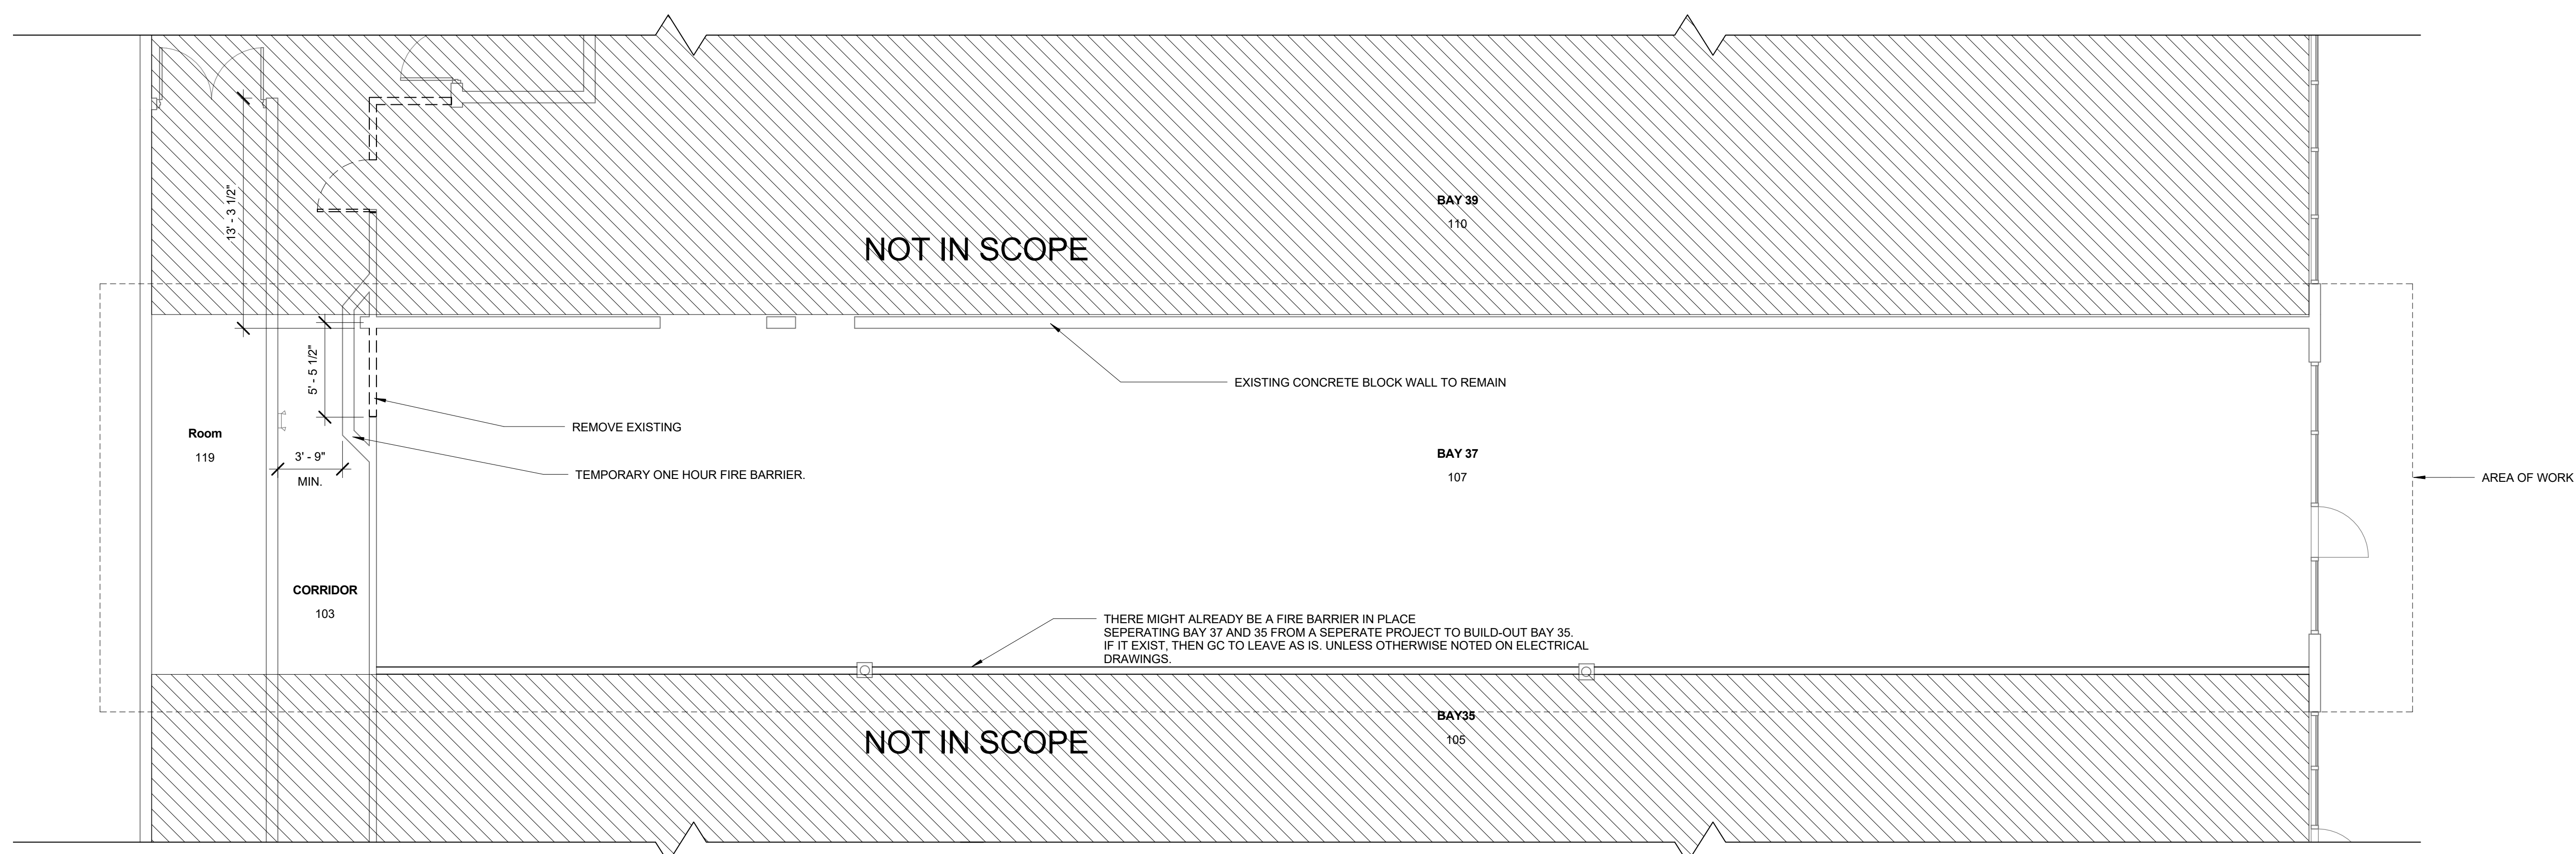 BAY 39
110
NOT IN SCOPE
13' - 3 1/2"
5' - 5 1/2"
EXISTING CONCRETE BLOCK WALL TO REMAIN
REMOVE EXISTING
Room
119
3' - 9"
MIN.
TEMPORARY ONE HOUR FIRE BARRIER.
BAY 37
107
AREA OF WORK
CORRIDOR
103
THERE MIGHT ALREADY BE A FIRE BARRIER IN PLACE
SEPERATING BAY 37 AND 35 FROM A SEPERATE PROJECT TO BUILD-OUT BAY 35.
IF IT EXIST, THEN GC TO LEAVE AS IS. UNLESS OTHERWISE NOTED ON ELECTRICAL
DRAWINGS.
BAY35
105
NOT IN SCOPE